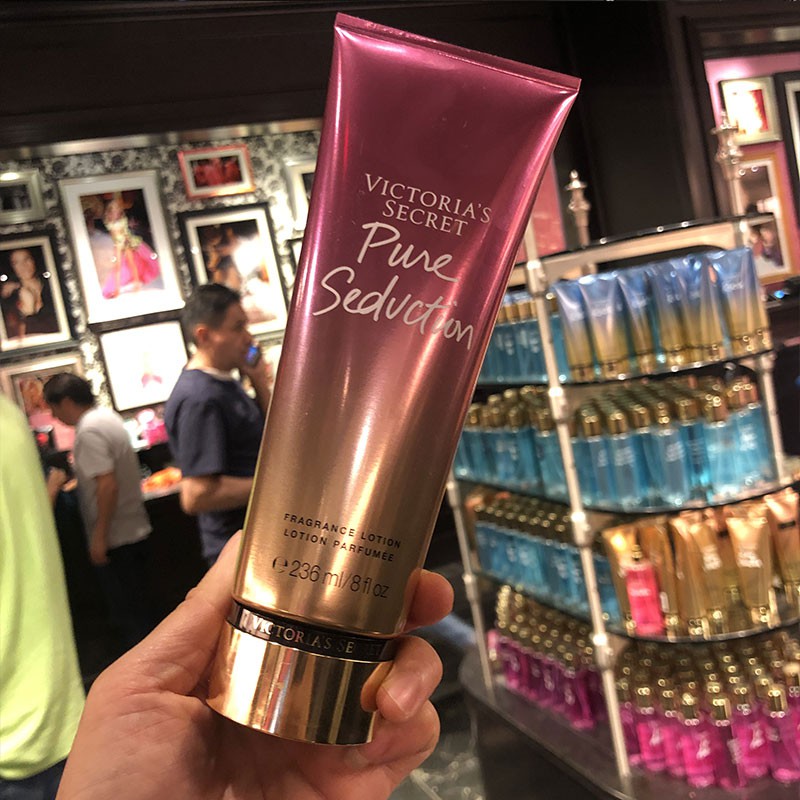 VICTORIA'S
SECRET
Pure
Seduction
FRAGRANCE LOTION
LOTION PARFUMÉE
℮ 236 ml/8 fl oz
VICTORIA'S SECRET